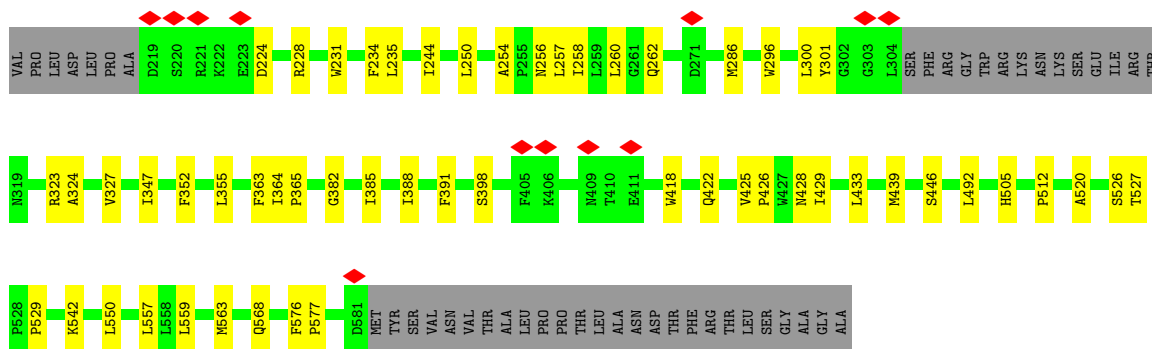 VAL PRO LEU ASP LEU PRO ALA D219 S220 R221 K222 E223 D224 R228 W231 F234 L235 I244 L250 A254 P255 N256 L257 I258 L259 L260 G261 Q262 D271 M286 W296 L300 Y301 G302 G303 L304 SER PHE ARG GLY TRP ARG LYS ASN LYS SER GLU ILE ARG THR
N319 R323 A324 V327 I347 F352 L355 F363 I364 P365 G382 I385 I388 F391 S398 F405 K406 N409 T410 E411 W418 Q422 V425 P426 W427 N428 I429 L433 M439 S446 L492 H505 P512 A520 S526 T527
P528 P529 K542 L550 L557 L558 L559 M563 Q568 F576 P577 D581 MET TYR SER VAL ASN VAL THR ALA LEU PRO PRO THR LEU ALA ASN ASP THR PHE ARG THR LEU SER GLY ALA GLY ALA